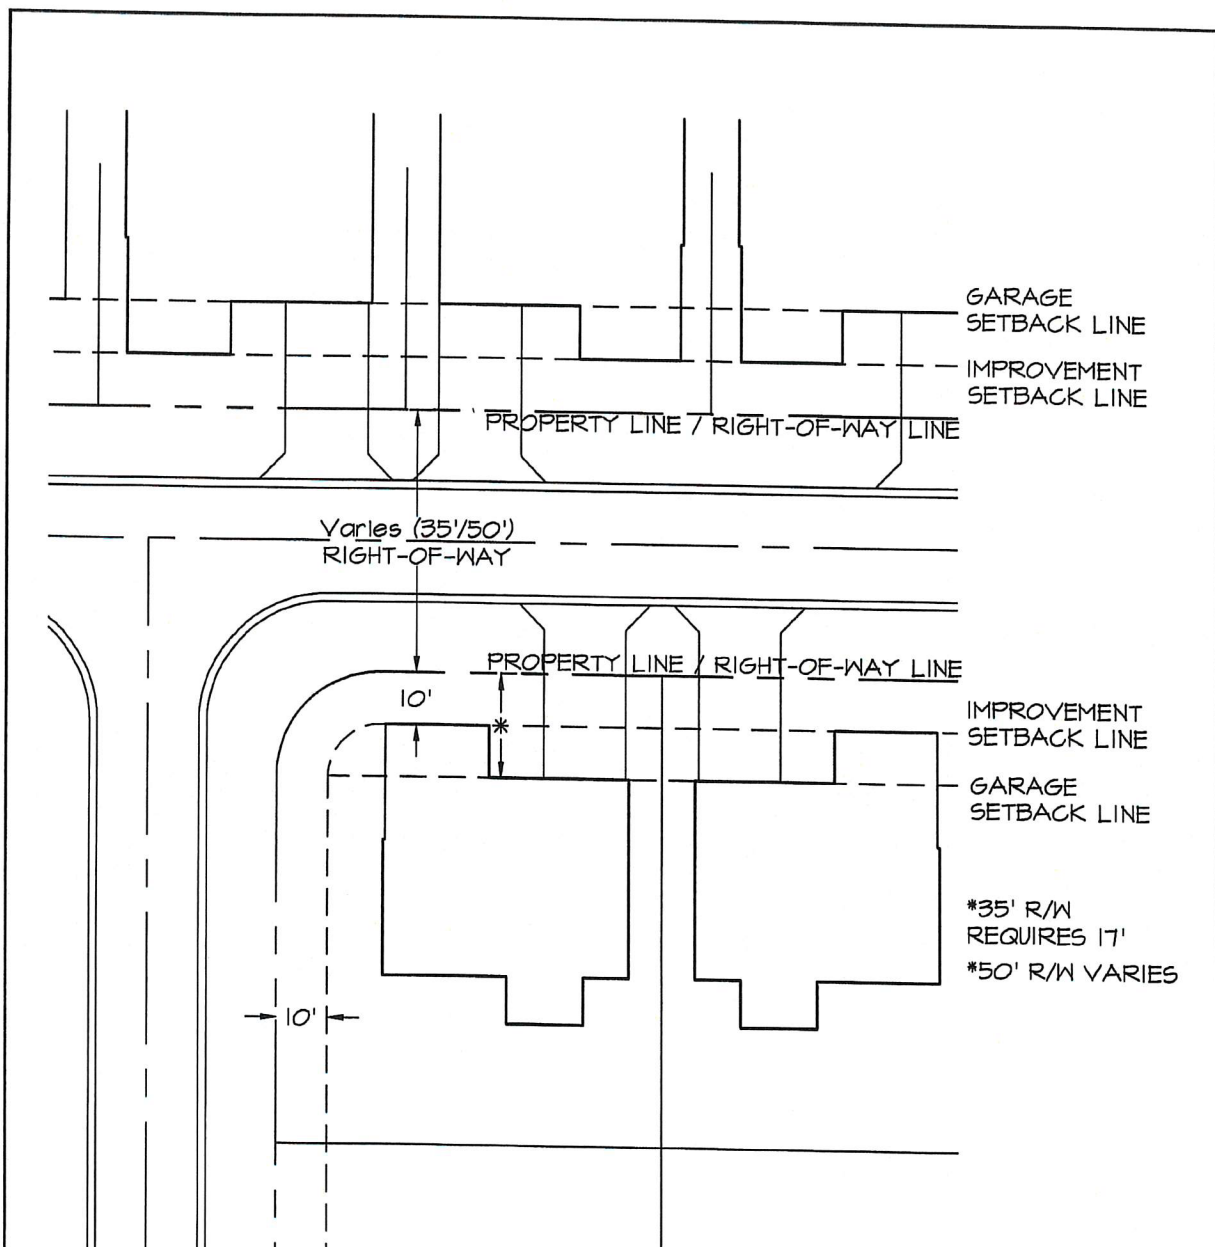 GARAGE
SETBACK LINE
IMPROVEMENT
SETBACK LINE
PROPERTY LINE / RIGHT-OF-WAY LINE
Varies (35'/50')
RIGHT-OF-WAY
PROPERTY LINE / RIGHT-OF-WAY LINE
10'
*
IMPROVEMENT
SETBACK LINE
GARAGE
SETBACK LINE
*35' R/W
REQUIRES 17'
*50' R/W VARIES
10'